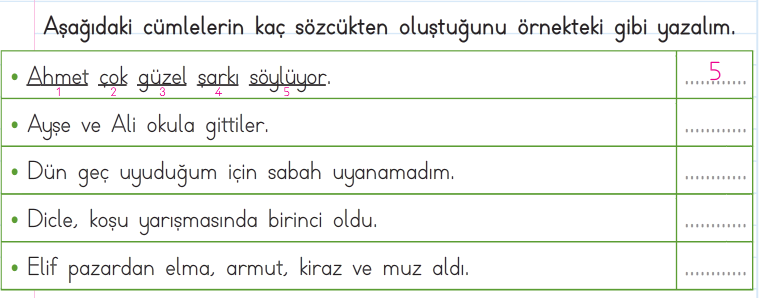 Aşağıdaki cümlelerin kaç sözcükten oluştuğunu örnekteki gibi yazalım.
• Ahmet çok güzel şarkı söylüyor. 5
1 2 3 4 5
• Ayşe ve Ali okula gittiler. ............
• Dün geç uyuduğum için sabah uyanamadım. ............
• Dicle, koşu yarışmasında birinci oldu. ............
• Elif pazardan elma, armut, kiraz ve muz aldı. ............